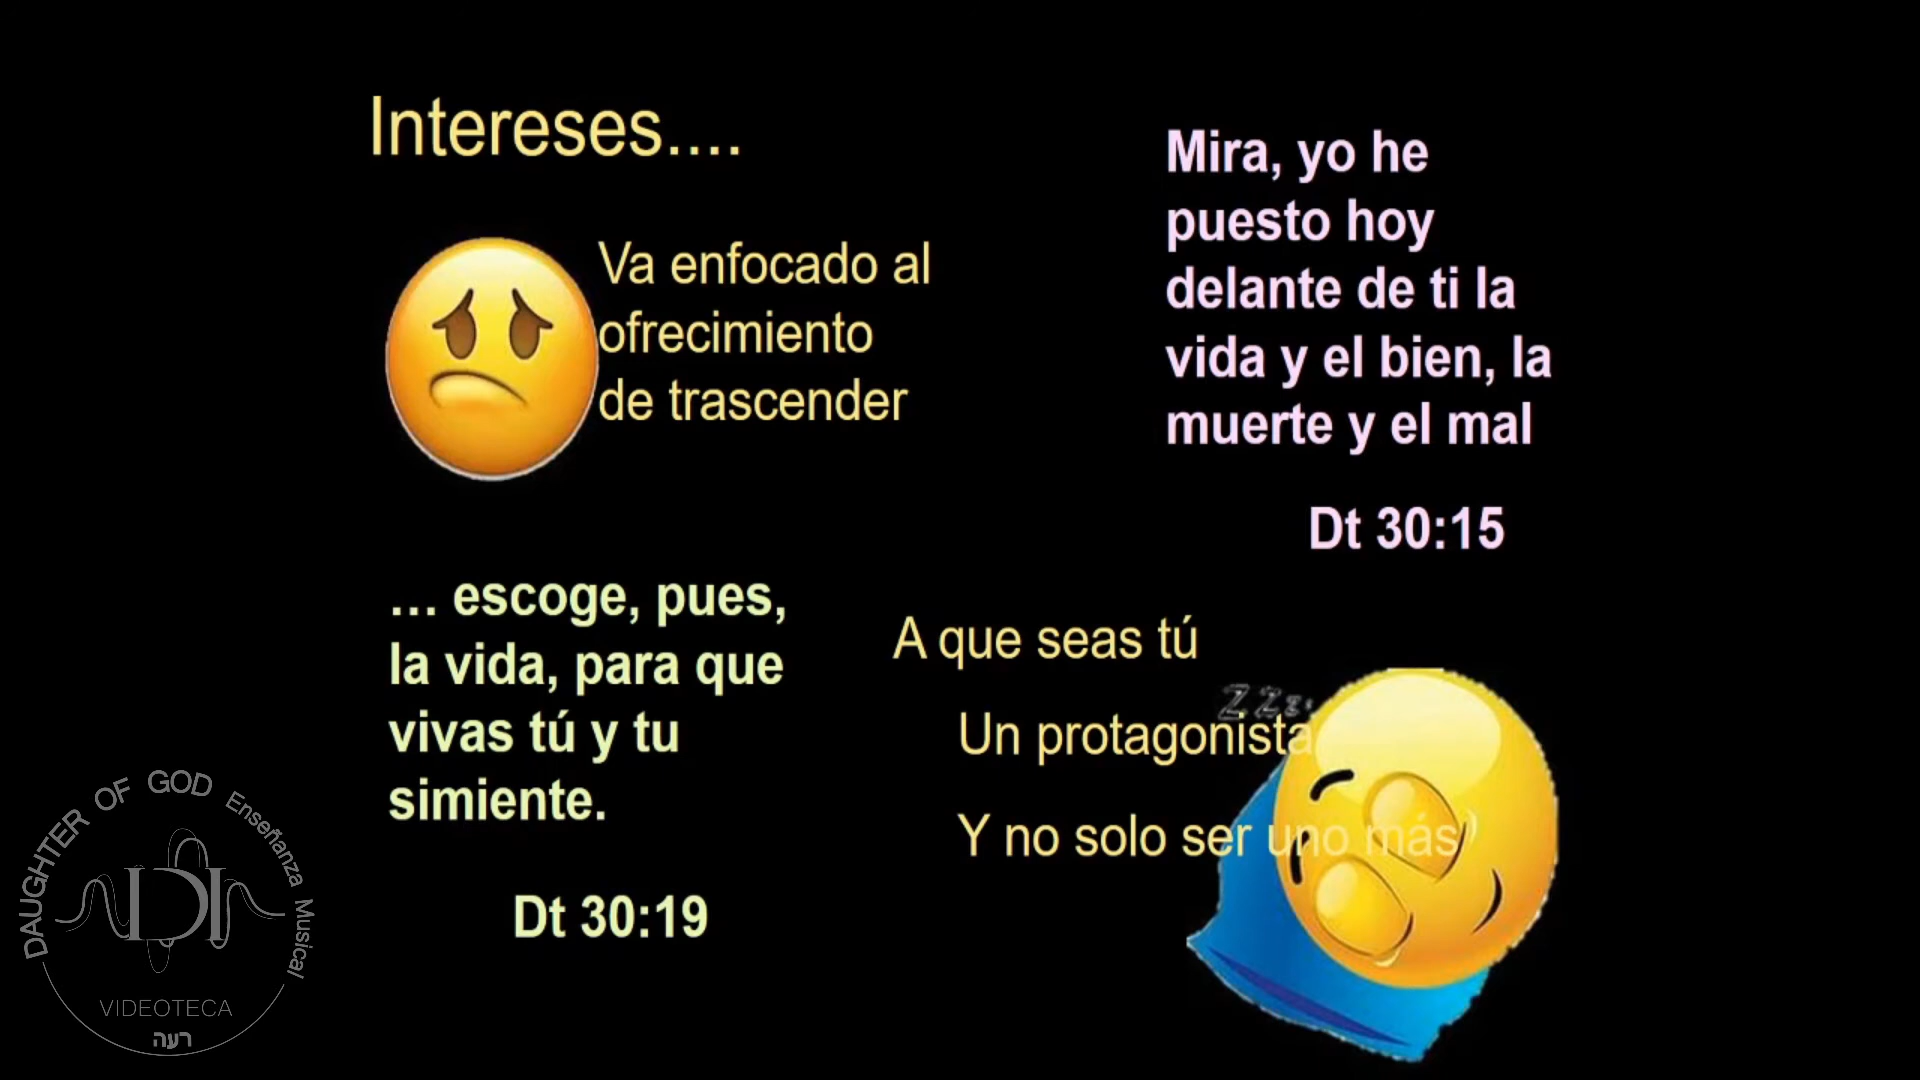 Intereses....
Va enfocado al
ofrecimiento
de trascender
Mira, yo he
puesto hoy
delante de ti la
vida y el bien, la
muerte y el mal
Dt 30:15
… escoge, pues,
la vida, para que
vivas tú y tu
simiente.
Dt 30:19
A que seas tú
Un protagonista
Y no solo ser uno más
ZZz
DAUGHTER OF GOD Enseñanza Musical
DI
VIDEOTECA
רעה